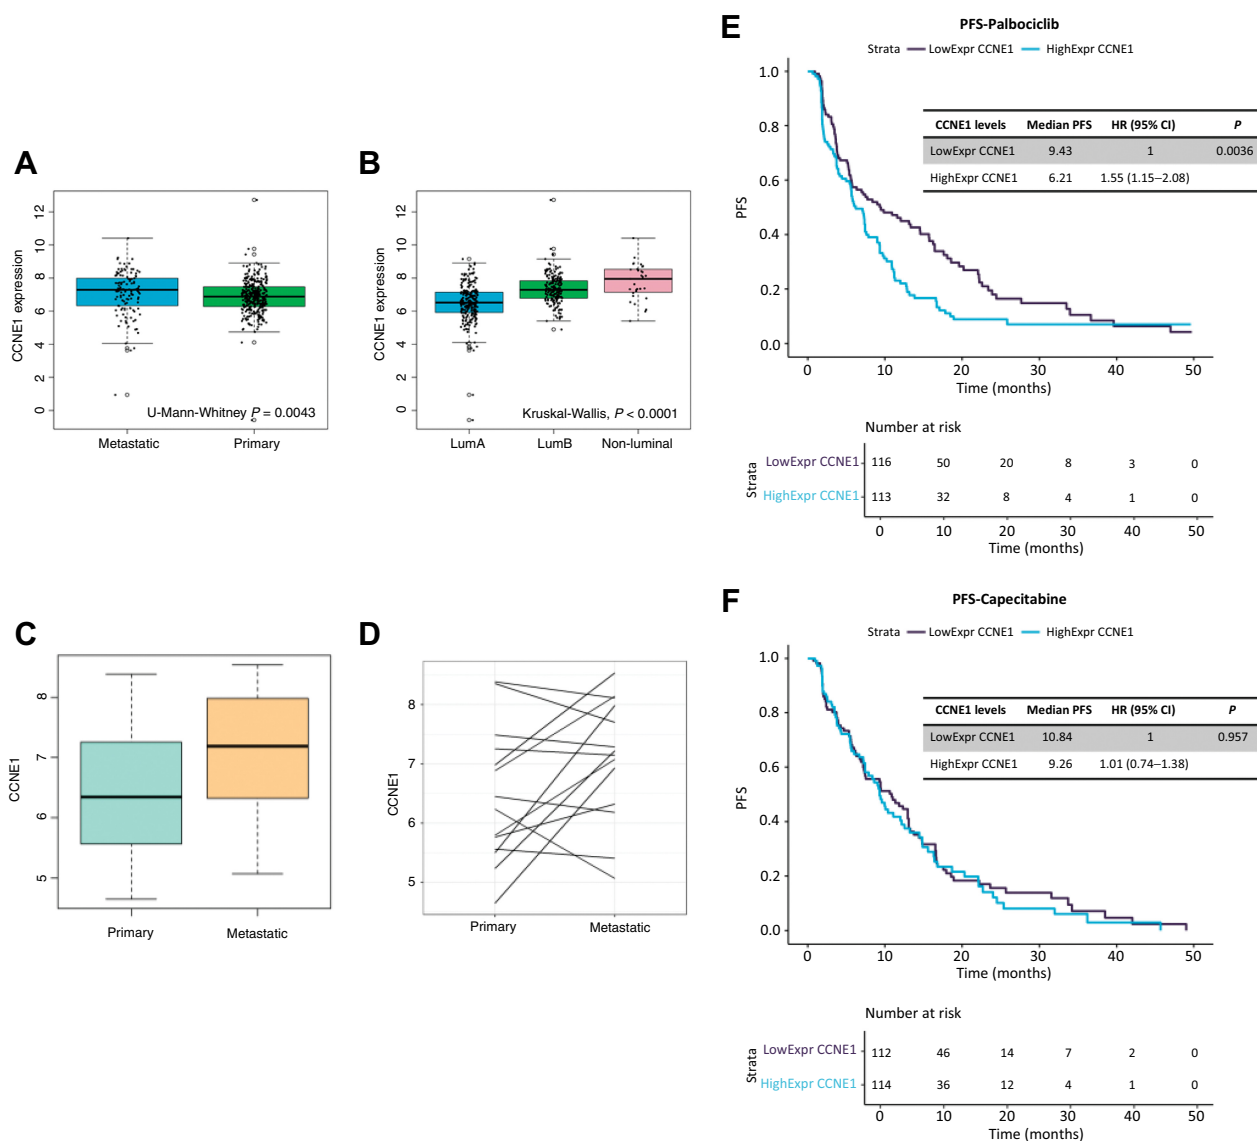 A
CCNE1 expression
12
10
8
6
4
2
0
U-Mann-Whitney P = 0.0043
Metastatic Primary
B
CCNE1 expression
12
10
8
6
4
2
0
Kruskal-Wallis, P < 0.0001
LumA LumB Non-luminal
C
CCNE1
8
7
6
5
Primary Metastatic
D
CCNE1
8
7
6
5
Primary Metastatic
E
PFS-Palbociclib
Strata LowExpr CCNE1 HighExpr CCNE1
PFS
1.0
0.8
0.6
0.4
0.2
0.0
CCNE1 levels Median PFS HR (95% CI) P
LowExpr CCNE1 9.43 1 0.0036
HighExpr CCNE1 6.21 1.55 (1.15–2.08)
0 10 20 30 40 50
Time (months)
Number at risk
Strata
LowExpr CCNE1 116 50 20 8 3 0
HighExpr CCNE1 113 32 8 4 1 0
0 10 20 30 40 50
Time (months)
F
PFS-Capecitabine
Strata LowExpr CCNE1 HighExpr CCNE1
PFS
1.0
0.8
0.6
0.4
0.2
0.0
CCNE1 levels Median PFS HR (95% CI) P
LowExpr CCNE1 10.84 1 0.957
HighExpr CCNE1 9.26 1.01 (0.74–1.38)
0 10 20 30 40 50
Time (months)
Number at risk
Strata
LowExpr CCNE1 112 46 14 7 2 0
HighExpr CCNE1 114 36 12 4 1 0
0 10 20 30 40 50
Time (months)